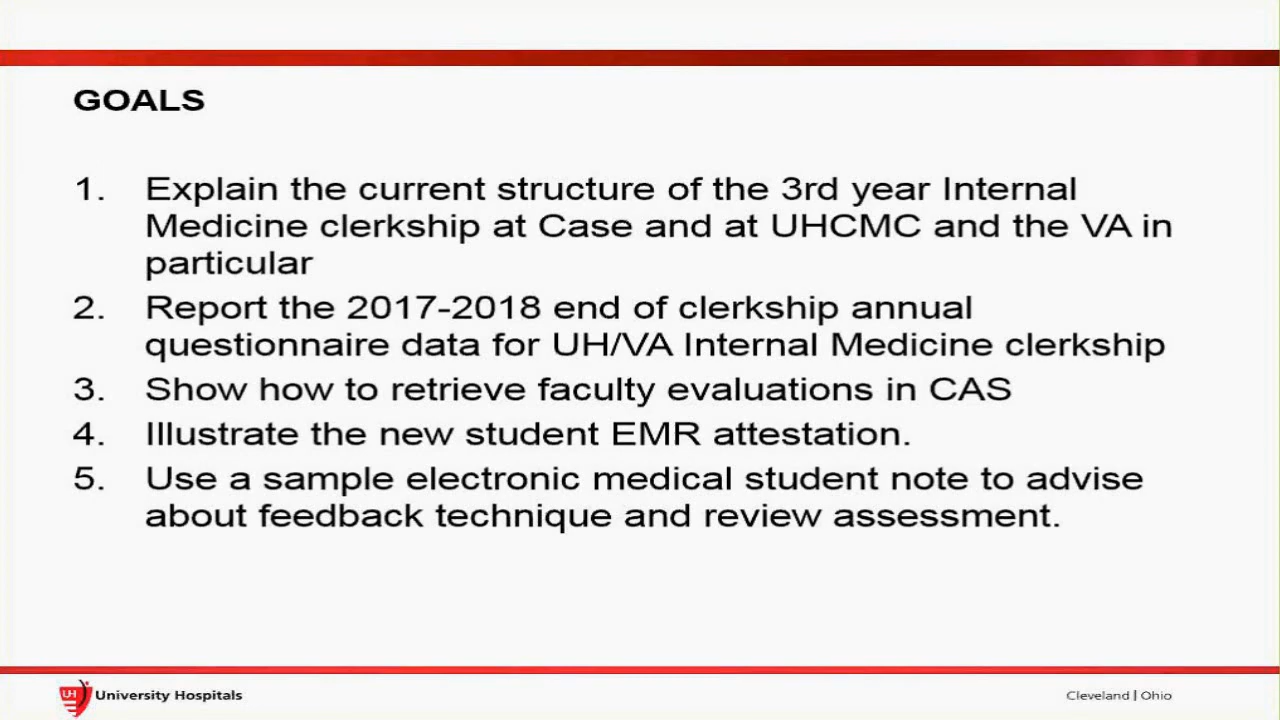 GOALS
1. Explain the current structure of the 3rd year Internal
Medicine clerkship at Case and at UHCMC and the VA in
particular
2. Report the 2017-2018 end of clerkship annual
questionnaire data for UH/VA Internal Medicine clerkship
3. Show how to retrieve faculty evaluations in CAS
4. Illustrate the new student EMR attestation.
5. Use a sample electronic medical student note to advise
about feedback technique and review assessment.
UH University Hospitals
Cleveland | Ohio